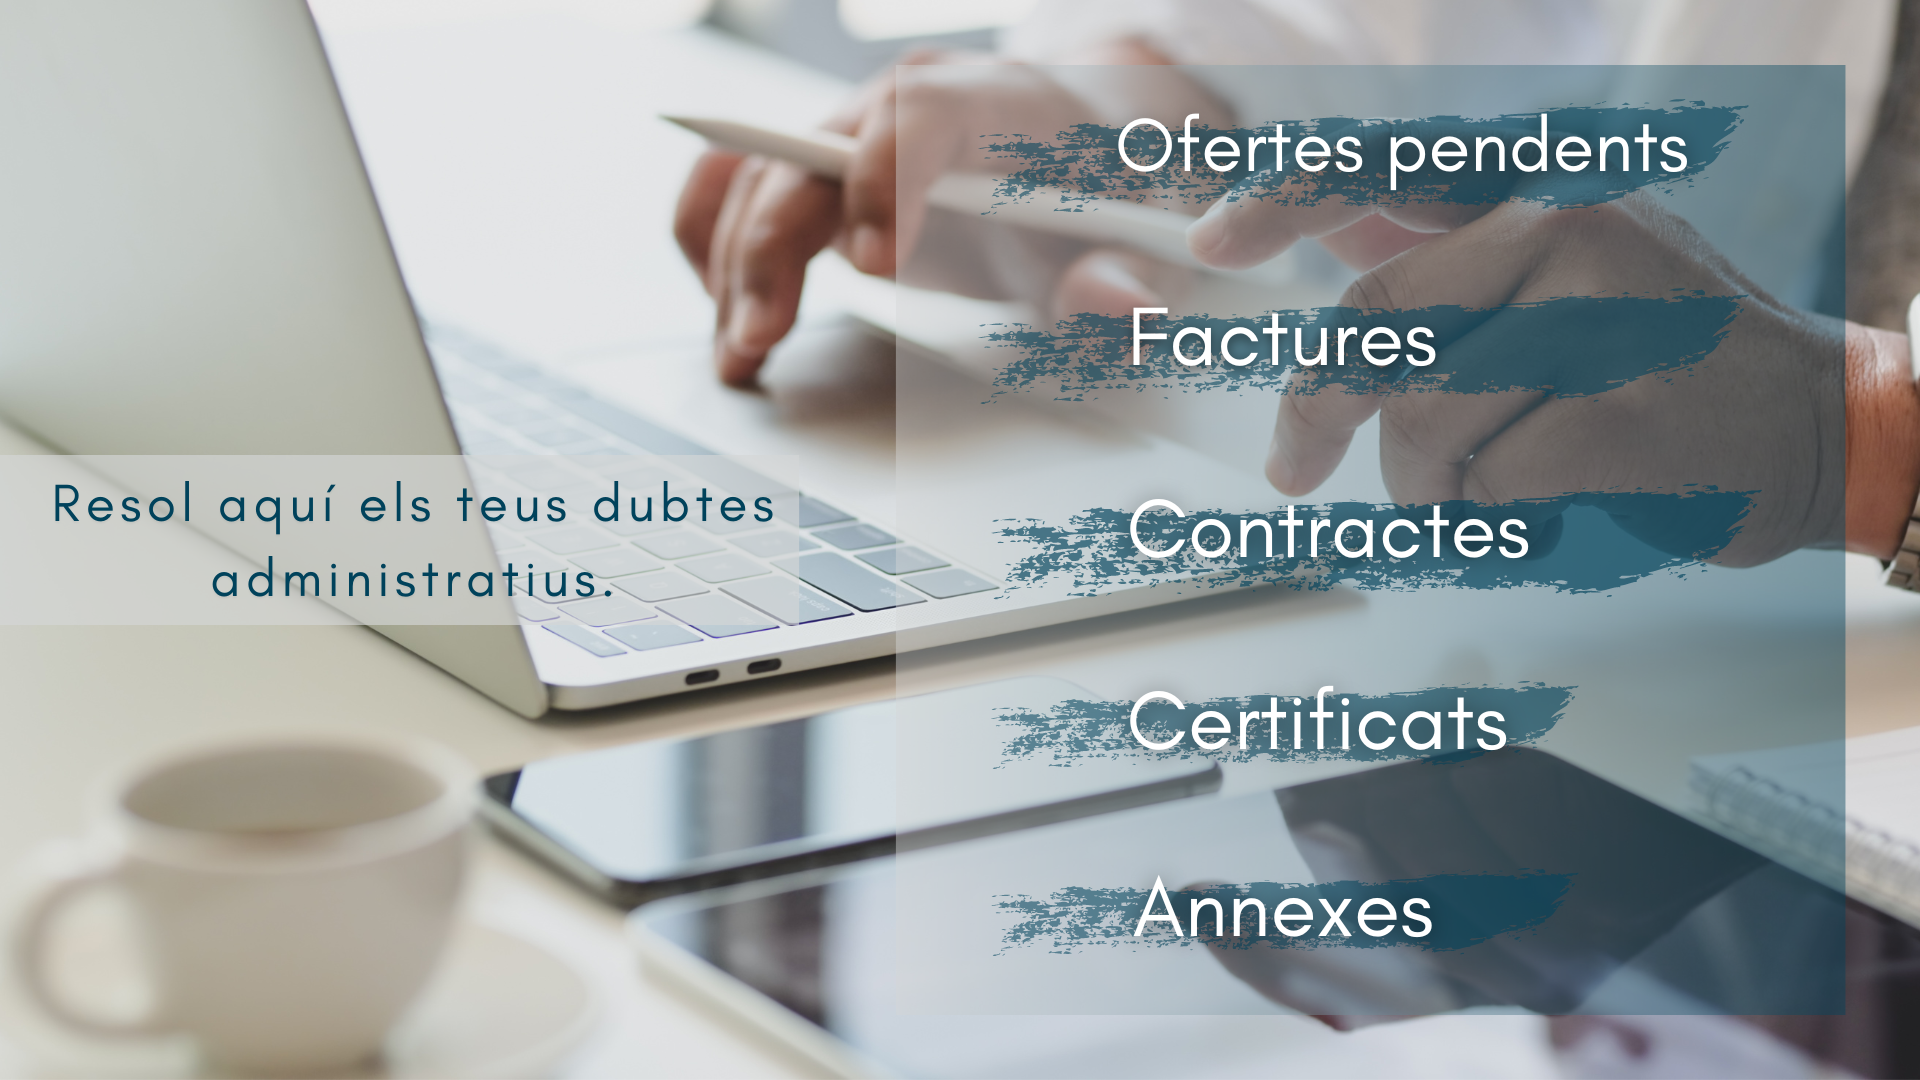 Resol aquí els teus dubtes
administratius.
Ofertes pendents
Factures
Contractes
Certificats
Annexes